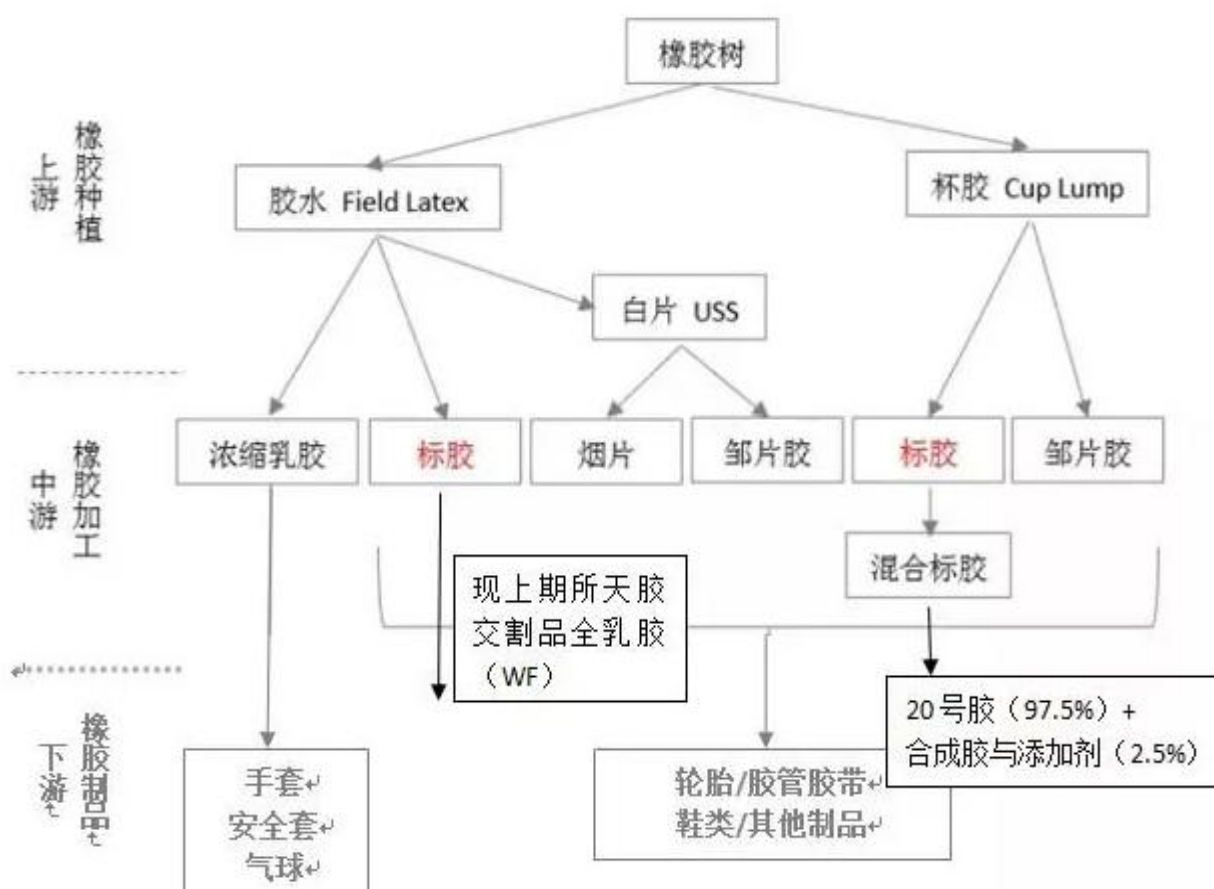 橡胶树
上游
橡胶种植
胶水 Field Latex
杯胶 Cup Lump
白片 USS
中游
橡胶加工
浓缩乳胶
标胶
烟片
邹片胶
标胶
邹片胶
混合标胶
现上期所天胶
交割品全乳胶
（WF）
下游
橡胶制品
手套
安全套
气球
轮胎/胶管胶带
鞋类/其他制品
20号胶（97.5%）+
合成胶与添加剂（2.5%）